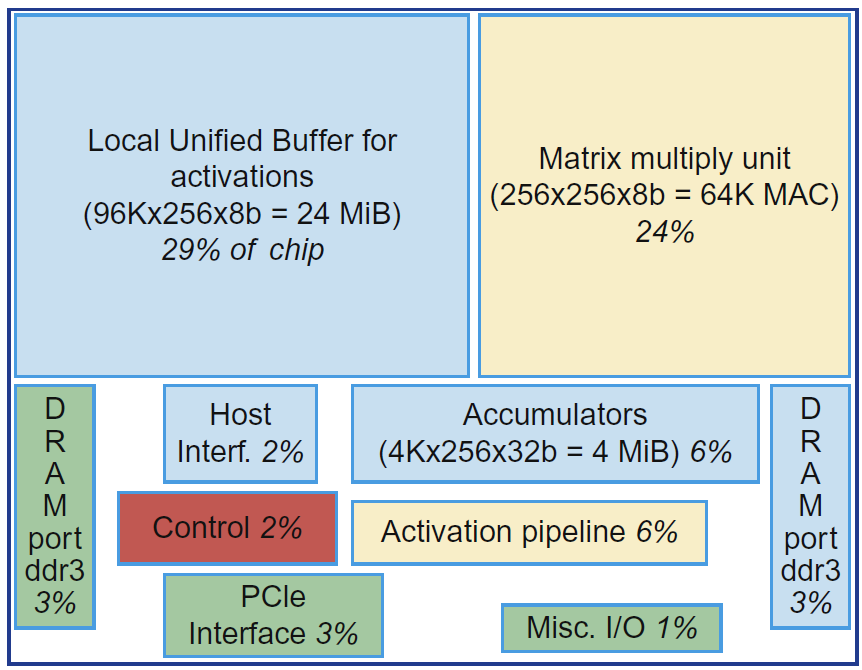 Local Unified Buffer for
activations
(96Kx256x8b = 24 MiB)
29% of chip
Matrix multiply unit
(256x256x8b = 64K MAC)
24%
D
R
A
M
port
ddr3
3%
Host
Interf. 2%
Accumulators
(4Kx256x32b = 4 MiB) 6%
D
R
A
M
port
ddr3
3%
Control 2%
Activation pipeline 6%
PCIe
Interface 3%
Misc. I/O 1%